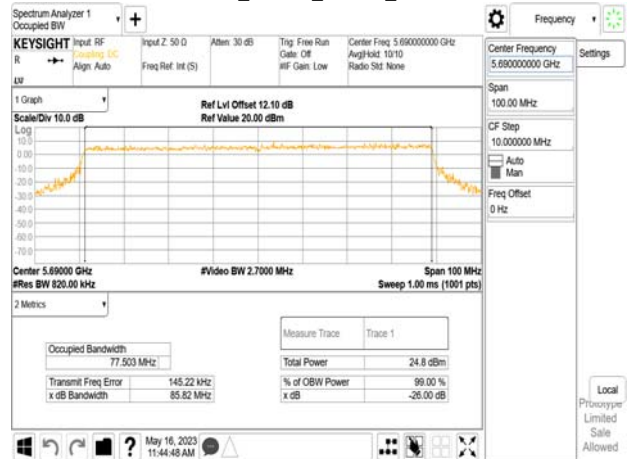 Spectrum Analyzer 1
Occupied BW
KEYSIGHT
R
LVI
Input: RF
Coupling: DC
Align: Auto
Input Z: 50 Ω
Freq Ref: Int (S)
Atten: 30 dB
Trig: Free Run
Gate: Off
#IF Gain: Low
Center Freq: 5.690000000 GHz
Avg|Hold: 10/10
Radio Std: None
1 Graph
Scale/Div 10.0 dB
Ref Lvl Offset 12.10 dB
Ref Value 20.00 dBm
Log
10.0
0.00
-10.0
-20.0
-30.0
-40.0
-50.0
-60.0
-70.0
Center 5.69000 GHz
#Res BW 820.00 kHz
#Video BW 2.7000 MHz
Span 100 MHz
Sweep 1.00 ms (1001 pts)
2 Metrics
Measure Trace Trace 1
Occupied Bandwidth
77.503 MHz
Total Power 24.8 dBm
Transmit Freq Error 145.22 kHz
% of OBW Power 99.00 %
x dB Bandwidth 85.82 MHz
x dB -26.00 dB
May 16, 2023
11:44:48 AM
Frequency
Settings
Center Frequency
5.690000000 GHz
Span
100.00 MHz
CF Step
10.000000 MHz
Auto
Man
Freq Offset
0 Hz
Local
Prototype
Limited
Sale
Allowed